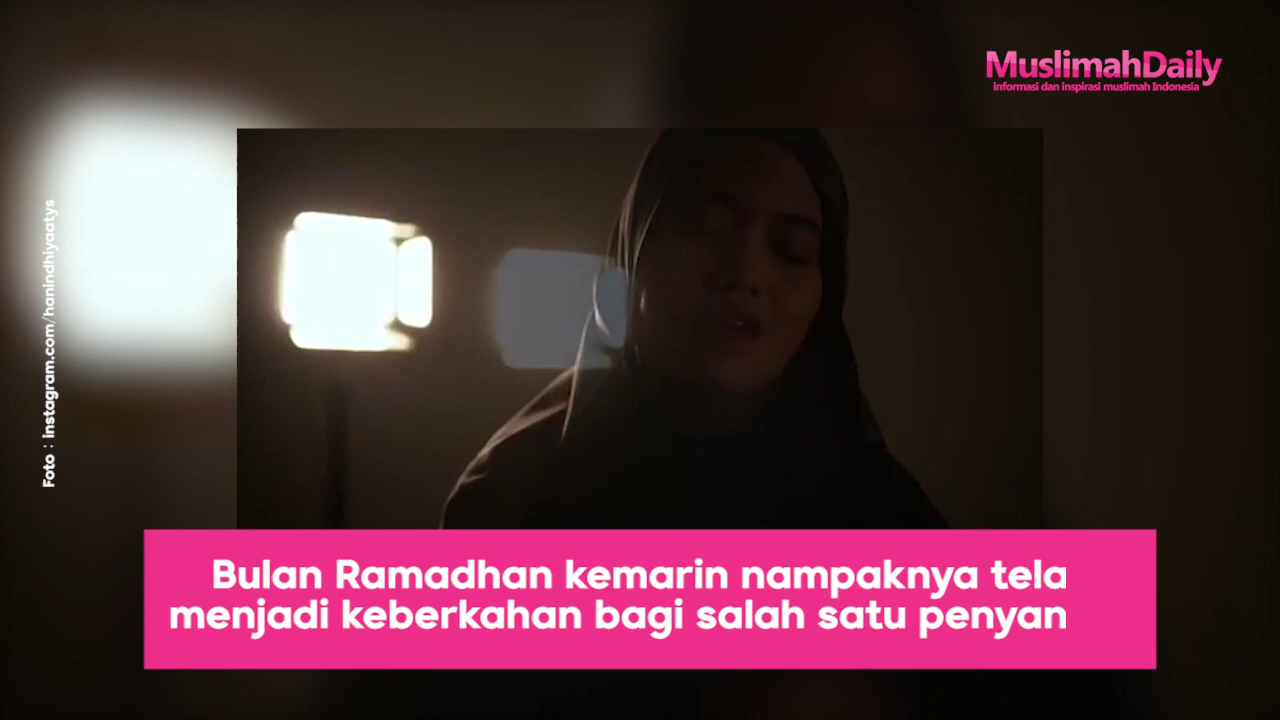 MuslimahDaily
informasi dan inspirasi muslimah Indonesia
Foto : instagram.com/hanindhiyaatys
Bulan Ramadhan kemarin nampaknya tela
menjadi keberkahan bagi salah satu penyan